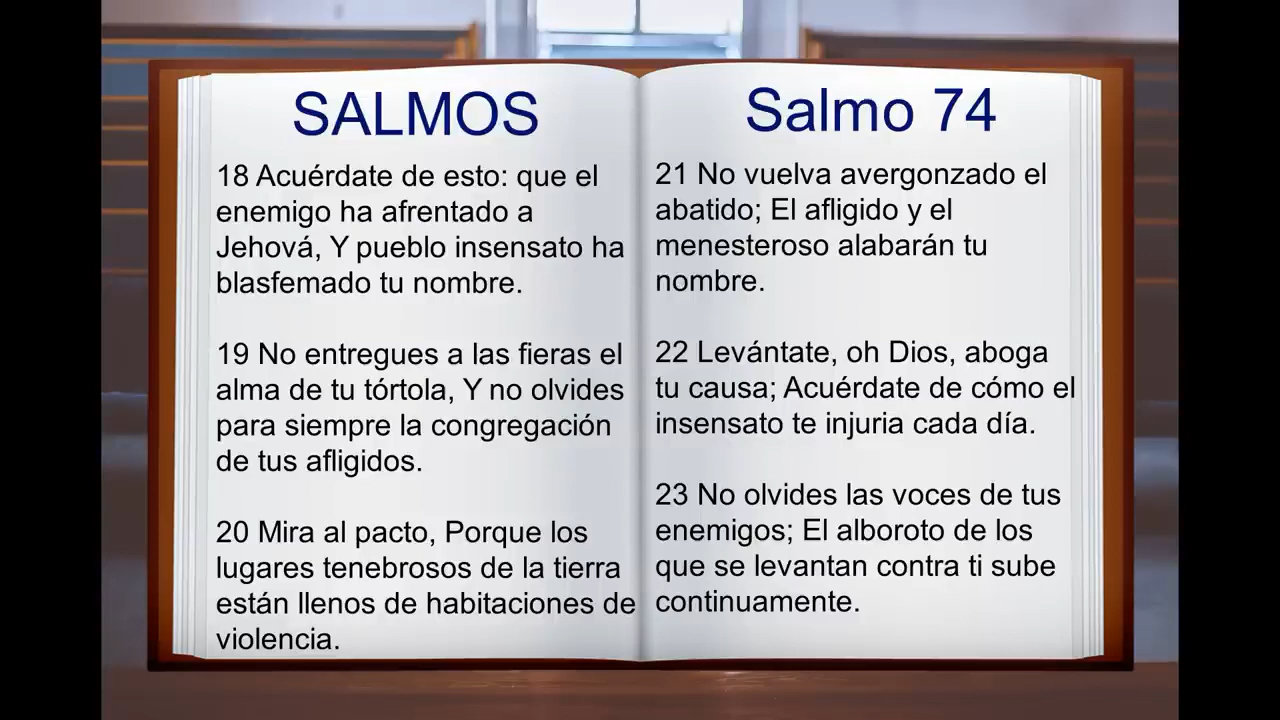 SALMOS
18 Acuérdate de esto: que el
enemigo ha afrentado a
Jehová, Y pueblo insensato ha
blasfemado tu nombre.
19 No entregues a las fieras el
alma de tu tórtola, Y no olvides
para siempre la congregación
de tus afligidos.
20 Mira al pacto, Porque los
lugares tenebrosos de la tierra
están llenos de habitaciones de
violencia.
Salmo 74
21 No vuelva avergonzado el
abatido; El afligido y el
menesteroso alabarán tu
nombre.
22 Levántate, oh Dios, aboga
tu causa; Acuérdate de cómo el
insensato te injuria cada día.
23 No olvides las voces de tus
enemigos; El alboroto de los
que se levantan contra ti sube
continuamente.